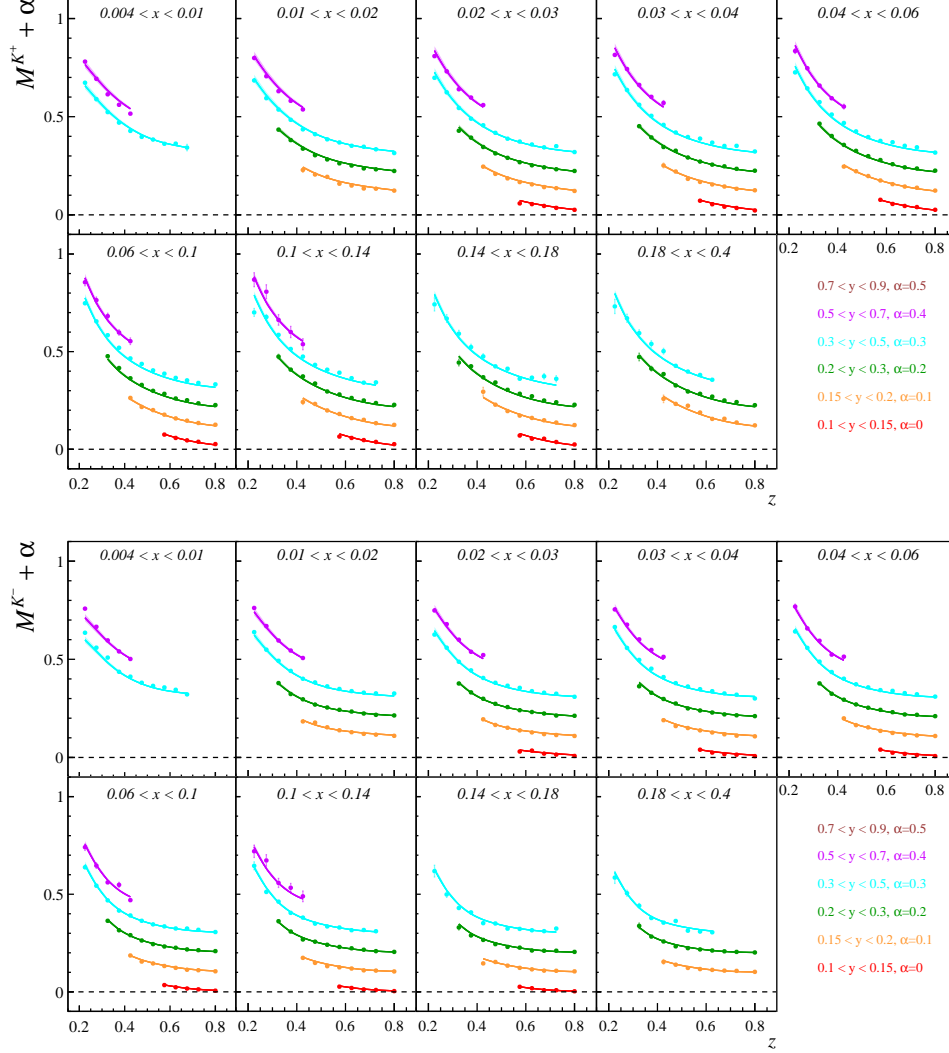 M^{K^+} + α
0.004 < x < 0.01
0.01 < x < 0.02
0.02 < x < 0.03
0.03 < x < 0.04
0.04 < x < 0.06
1
0.5
0
0.2 0.4 0.6 0.8
0.06 < x < 0.1
0.1 < x < 0.14
0.14 < x < 0.18
0.18 < x < 0.4
1
0.5
0
0.7 < y < 0.9, α=0.5
0.5 < y < 0.7, α=0.4
0.3 < y < 0.5, α=0.3
0.2 < y < 0.3, α=0.2
0.15 < y < 0.2, α=0.1
0.1 < y < 0.15, α=0
0.2 0.4 0.6 0.8 0.2 0.4 0.6 0.8 0.2 0.4 0.6 0.8 0.2 0.4 0.6 0.8
z
M^{K^-} + α
0.004 < x < 0.01
0.01 < x < 0.02
0.02 < x < 0.03
0.03 < x < 0.04
0.04 < x < 0.06
1
0.5
0
0.2 0.4 0.6 0.8
0.06 < x < 0.1
0.1 < x < 0.14
0.14 < x < 0.18
0.18 < x < 0.4
1
0.5
0
0.7 < y < 0.9, α=0.5
0.5 < y < 0.7, α=0.4
0.3 < y < 0.5, α=0.3
0.2 < y < 0.3, α=0.2
0.15 < y < 0.2, α=0.1
0.1 < y < 0.15, α=0
0.2 0.4 0.6 0.8 0.2 0.4 0.6 0.8 0.2 0.4 0.6 0.8 0.2 0.4 0.6 0.8
z